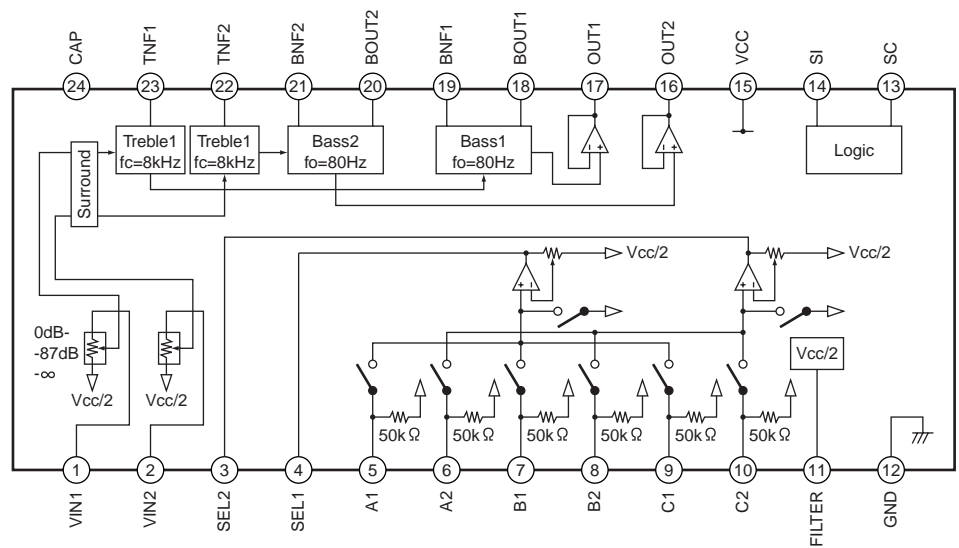 CAP
TNF1
TNF2
BNF2
BOUT2
BNF1
BOUT1
OUT1
OUT2
VCC
SI
SC
24
23
22
21
20
19
18
17
16
15
14
13
Surround
Treble1
fc=8kHz
Treble1
fc=8kHz
Bass2
fo=80Hz
Bass1
fo=80Hz
Logic
Vcc/2
Vcc/2
0dB-
-87dB
-∞
Vcc/2
Vcc/2
Vcc/2
50kΩ
50kΩ
50kΩ
50kΩ
50kΩ
50kΩ
1
2
3
4
5
6
7
8
9
10
11
12
VIN1
VIN2
SEL2
SEL1
A1
A2
B1
B2
C1
C2
FILTER
GND